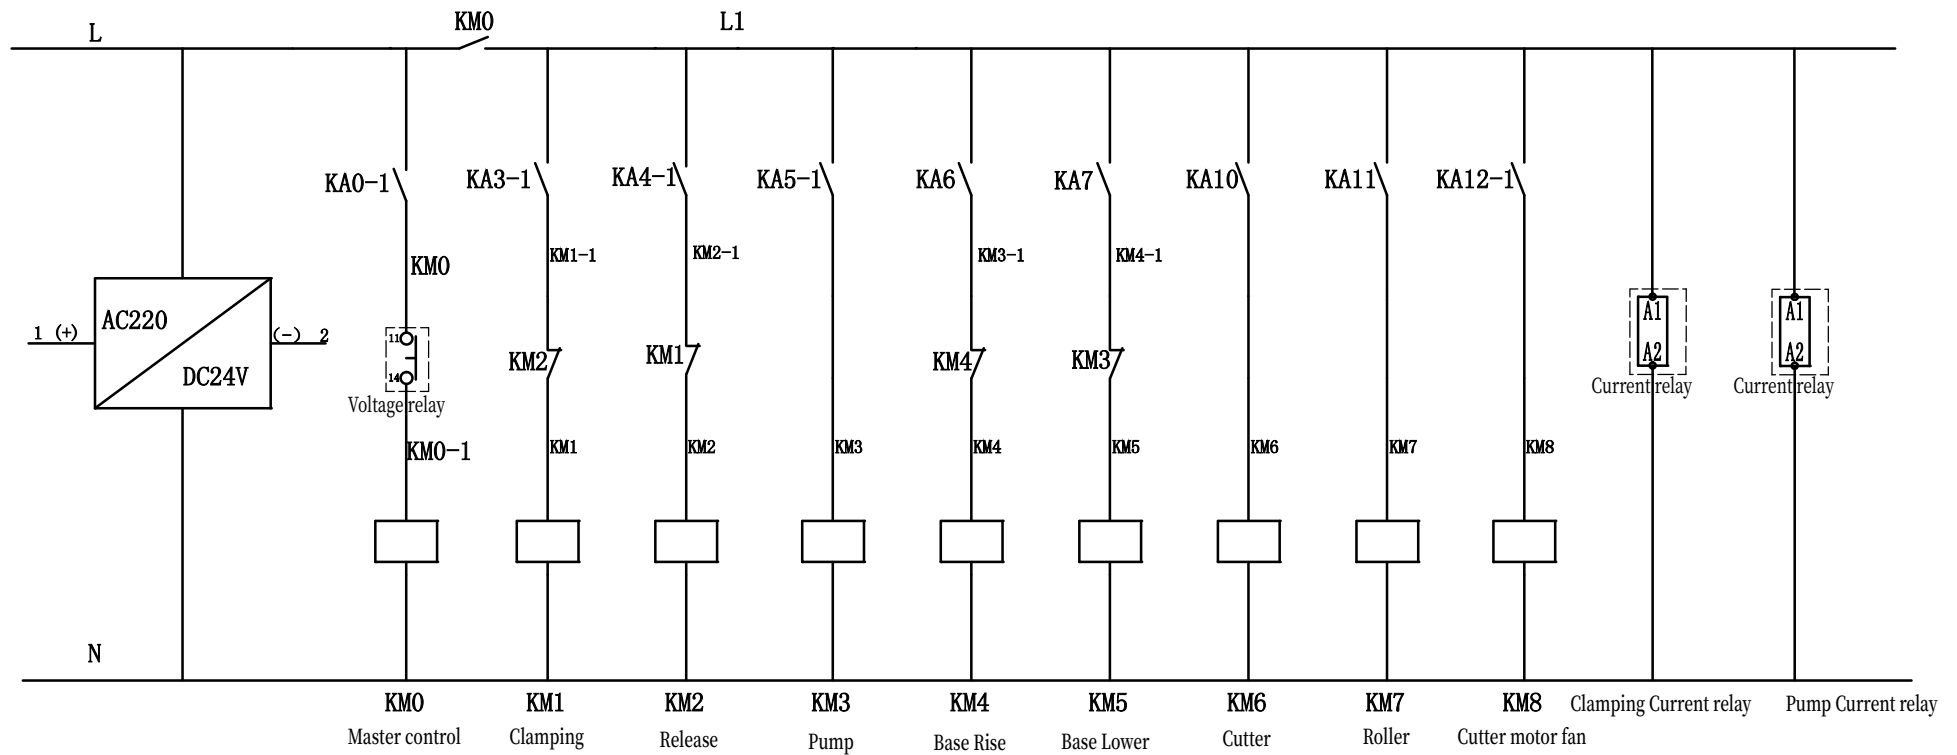 L
KM0
L1
KA0-1
KA3-1
KA4-1
KA5-1
KA6
KA7
KA10
KA11
KA12-1
KM0
KM1-1
KM2-1
KM3-1
KM4-1
1 (+)
AC220
DC24V
(-) 2
11
14
Voltage relay
KM2
KM1
KM4
KM3
A1
A2
Current relay
A1
A2
Current relay
KM0-1
KM1
KM2
KM3
KM4
KM5
KM6
KM7
KM8
N
KM0
Master control
KM1
Clamping
KM2
Release
KM3
Pump
KM4
Base Rise
KM5
Base Lower
KM6
Cutter
KM7
Roller
KM8
Cutter motor fan
Clamping Current relay
Pump Current relay